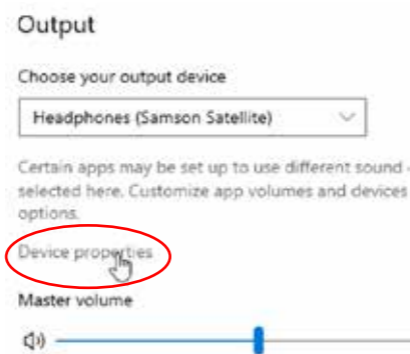 Output
Choose your output device
Headphones (Samson Satellite)
Certain apps may be set up to use different sound
selected here. Customize app volumes and devices
options.
Device properties
Master volume